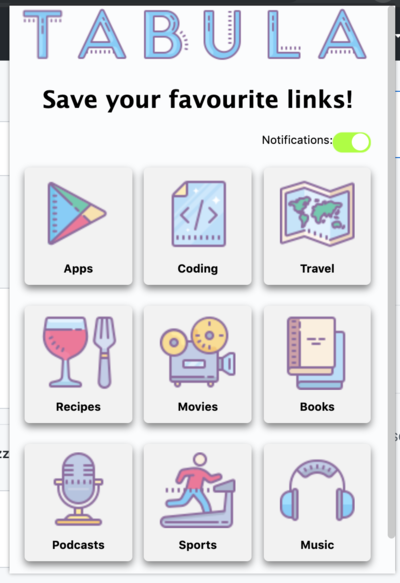 TABULA
Save your favourite links!
Notifications:
Apps
Coding
Travel
Recipes
Movies
Books
Podcasts
Sports
Music